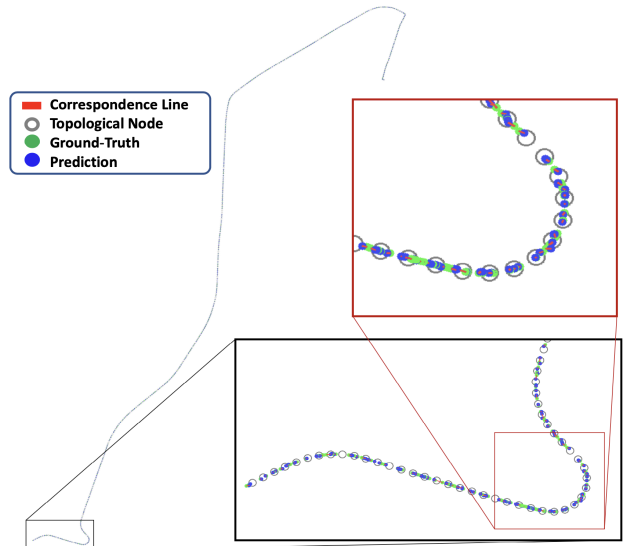 Correspondence Line
Topological Node
Ground-Truth
Prediction